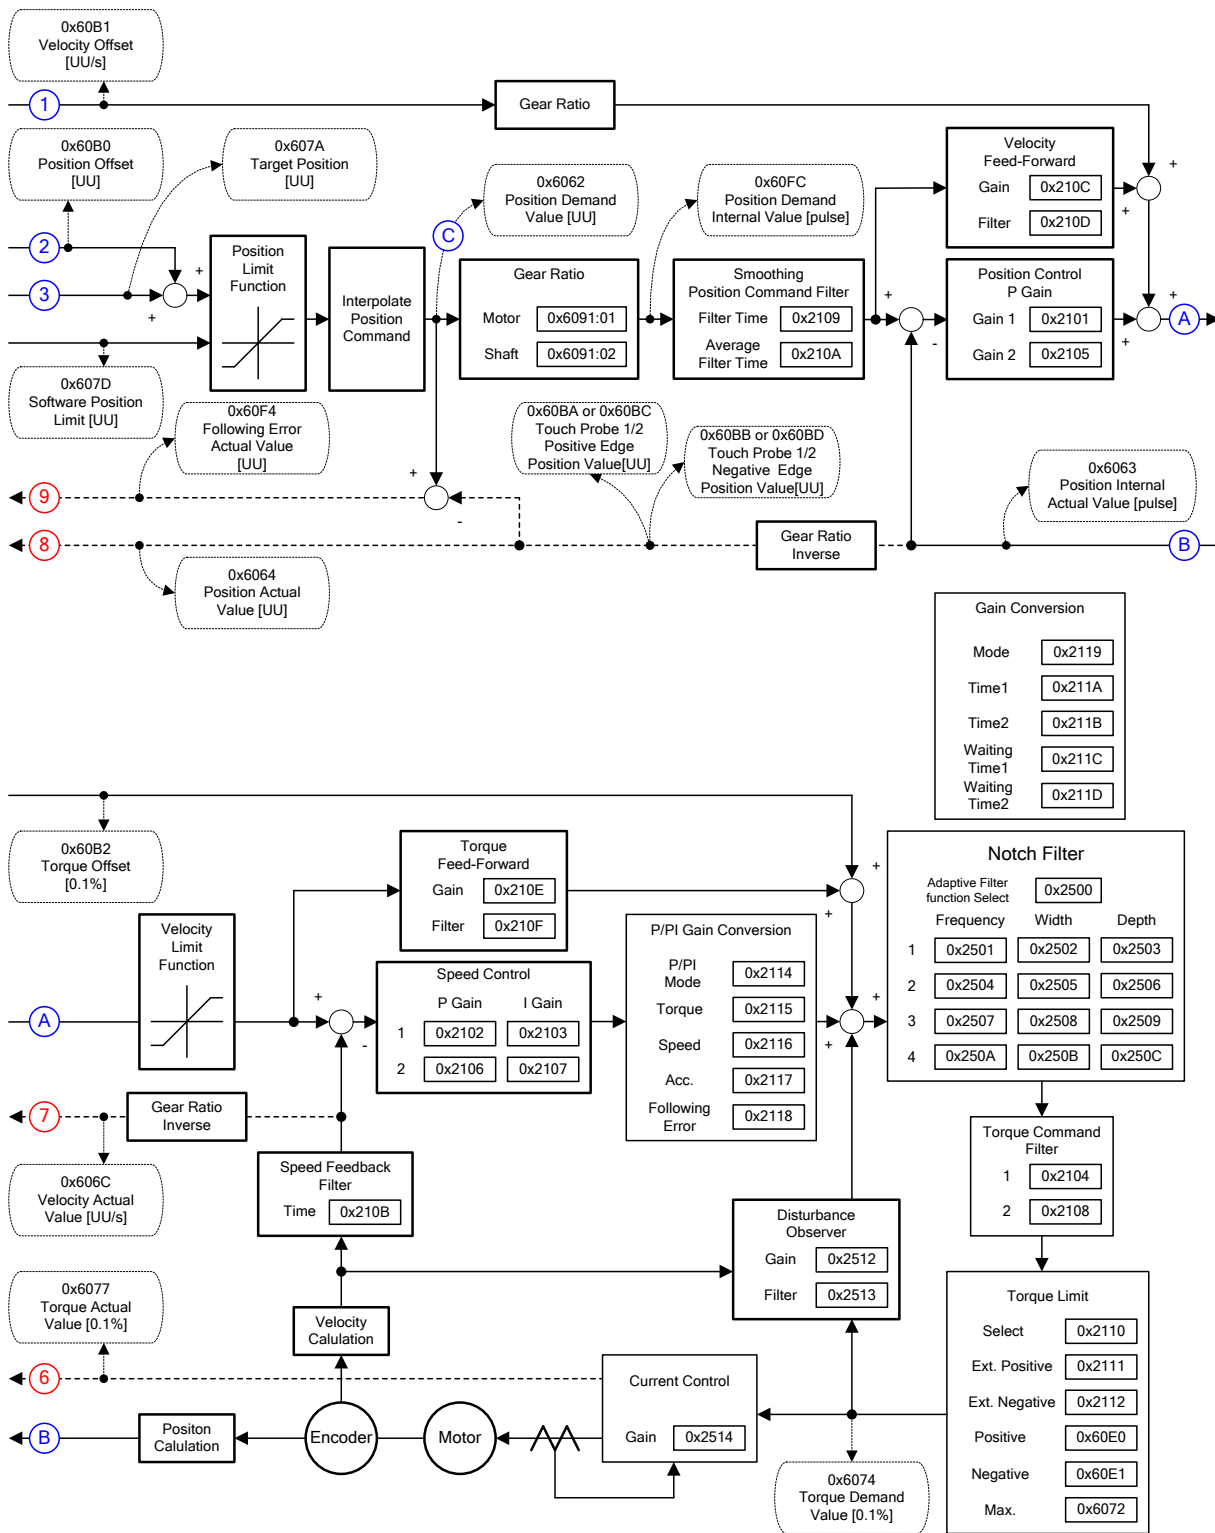 0x60B1
Velocity Offset
[UU/s]
1
Gear Ratio
0x60B0
Position Offset
[UU]
0x607A
Target Position
[UU]
0x6062
Position Demand
Value [UU]
0x60FC
Position Demand
Internal Value [pulse]
Velocity
Feed-Forward
Gain 0x210C
Filter 0x210D
+
+
2
3
+
+
Position
Limit
Function
Interpolate
Position
Command
C
Gear Ratio
Motor 0x6091:01
Shaft 0x6091:02
Smoothing
Position Command Filter
Filter Time 0x2109
Average
Filter Time 0x210A
+
-
Position Control
P Gain
Gain 1 0x2101
Gain 2 0x2105
+
+
A
0x607D
Software Position
Limit [UU]
0x60F4
Following Error
Actual Value
[UU]
0x60BA or 0x60BC
Touch Probe 1/2
Positive Edge
Position Value[UU]
0x60BB or 0x60BD
Touch Probe 1/2
Negative Edge
Position Value[UU]
0x6063
Position Internal
Actual Value [pulse]
+
-
9
8
Gear Ratio
Inverse
B
0x6064
Position Actual
Value [UU]
Gain Conversion
Mode 0x2119
Time1 0x211A
Time2 0x211B
Waiting
Time1 0x211C
Waiting
Time2 0x211D
0x60B2
Torque Offset
[0.1%]
Torque
Feed-Forward
Gain 0x210E
Filter 0x210F
+
+
Notch Filter
Adaptive Filter
function Select 0x2500
Frequency Width Depth
1 0x2501 0x2502 0x2503
2 0x2504 0x2505 0x2506
3 0x2507 0x2508 0x2509
4 0x250A 0x250B 0x250C
Velocity
Limit
Function
A
+
-
Speed Control
P Gain I Gain
1 0x2102 0x2103
2 0x2106 0x2107
P/PI Gain Conversion
P/PI
Mode 0x2114
Torque 0x2115
Speed 0x2116
Acc. 0x2117
Following
Error 0x2118
+
+
7
Gear Ratio
Inverse
0x606C
Velocity Actual
Value [UU/s]
Speed Feedback
Filter
Time 0x210B
Torque Command
Filter
1 0x2104
2 0x2108
Disturbance
Observer
Gain 0x2512
Filter 0x2513
0x6077
Torque Actual
Value [0.1%]
Velocity
Calulation
Torque Limit
Select 0x2110
Ext. Positive 0x2111
Ext. Negative 0x2112
Positive 0x60E0
Negative 0x60E1
Max. 0x6072
6
Current Control
Gain 0x2514
B
Positon
Calulation
Encoder
Motor
0x6074
Torque Demand
Value [0.1%]